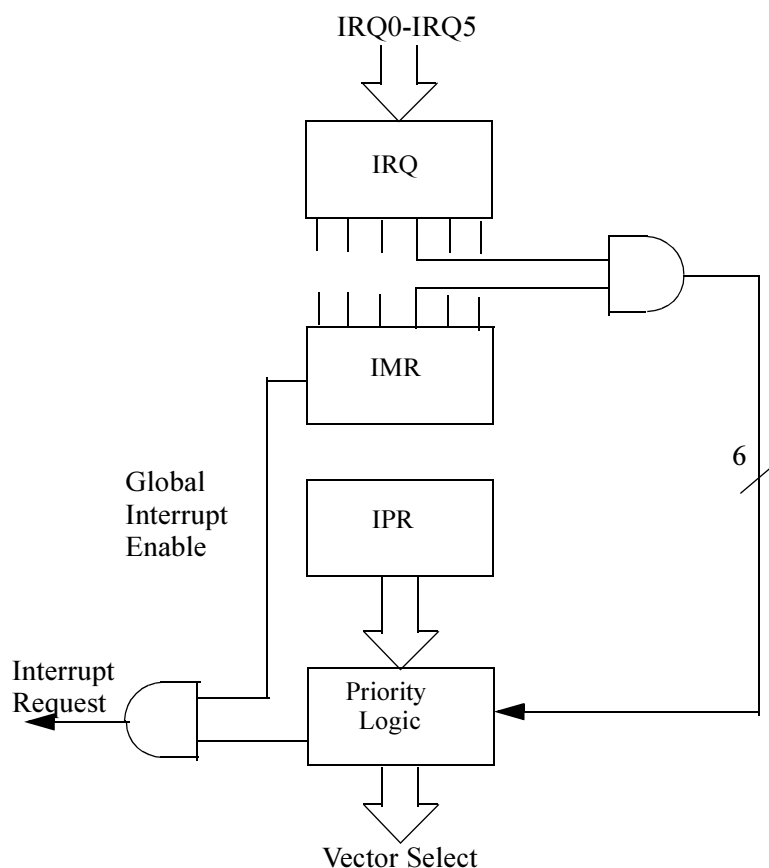 IRQ0-IRQ5
IRQ
IMR
6
Global
Interrupt
Enable
IPR
Interrupt
Request
Priority
Logic
Vector Select